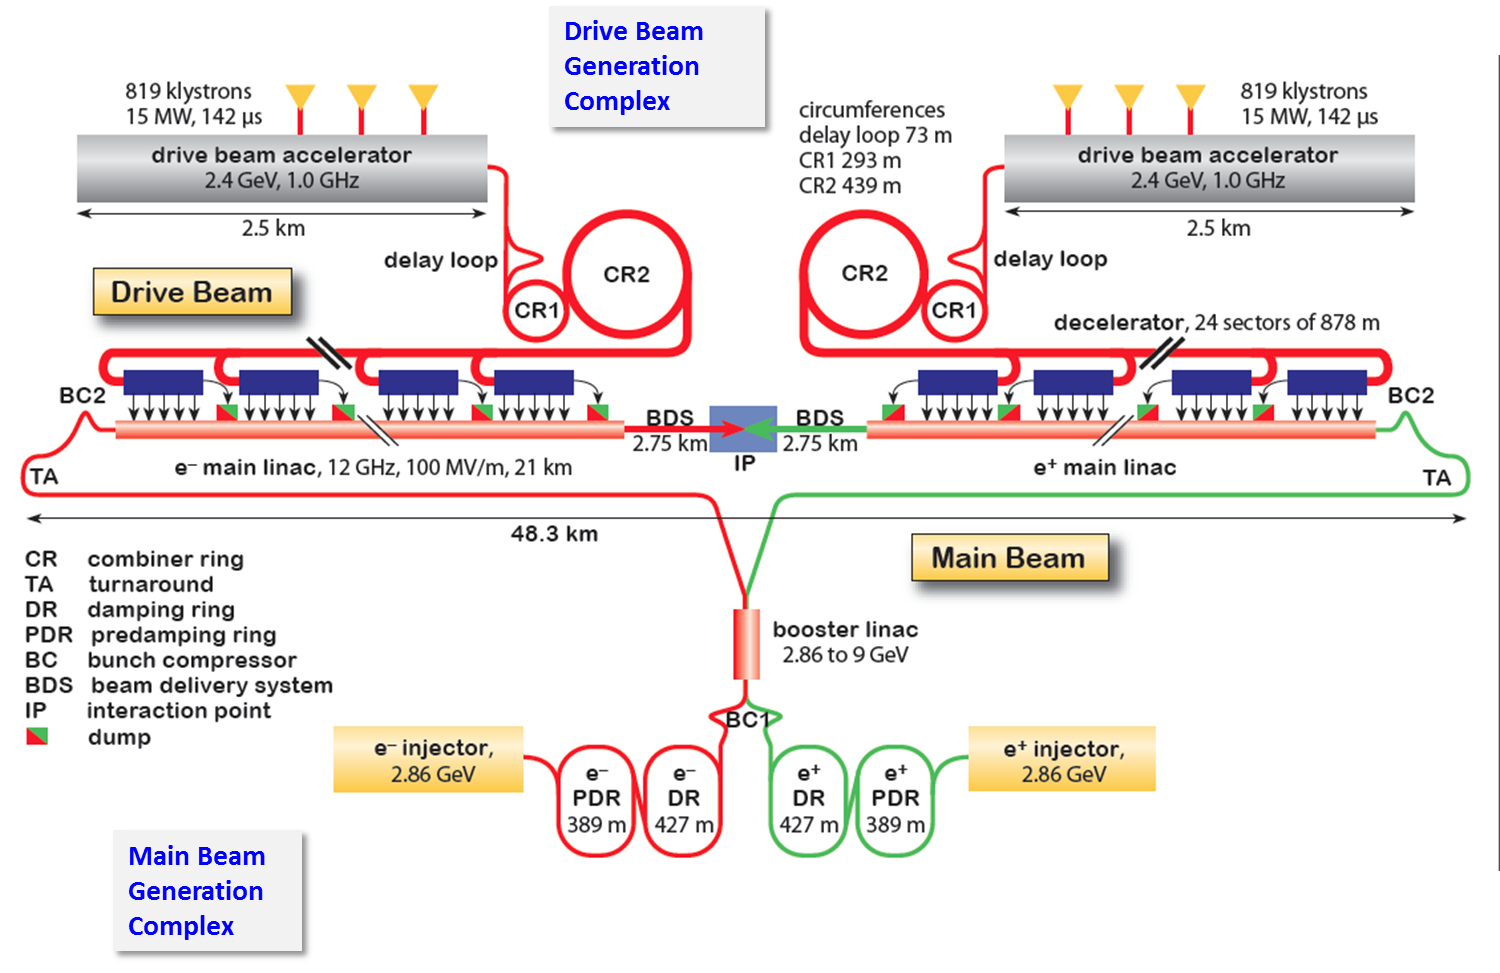 Drive Beam
Generation
Complex
819 klystrons
15 MW, 142 µs
drive beam accelerator
2.4 GeV, 1.0 GHz
2.5 km
delay loop
CR2
CR1
circumferences
delay loop 73 m
CR1 293 m
CR2 439 m
819 klystrons
15 MW, 142 µs
drive beam accelerator
2.4 GeV, 1.0 GHz
2.5 km
CR2
delay loop
CR1
Drive Beam
decelerator, 24 sectors of 878 m
BC2
BC2
BDS
2.75 km
BDS
2.75 km
IP
TA
e– main linac, 12 GHz, 100 MV/m, 21 km
e+ main linac
TA
48.3 km
Main Beam
CR combiner ring
TA turnaround
DR damping ring
PDR predamping ring
BC bunch compressor
BDS beam delivery system
IP interaction point
dump
booster linac
2.86 to 9 GeV
BC1
e– injector,
2.86 GeV
e–
PDR
389 m
e–
DR
427 m
e+
DR
427 m
e+
PDR
389 m
e+ injector,
2.86 GeV
Main Beam
Generation
Complex